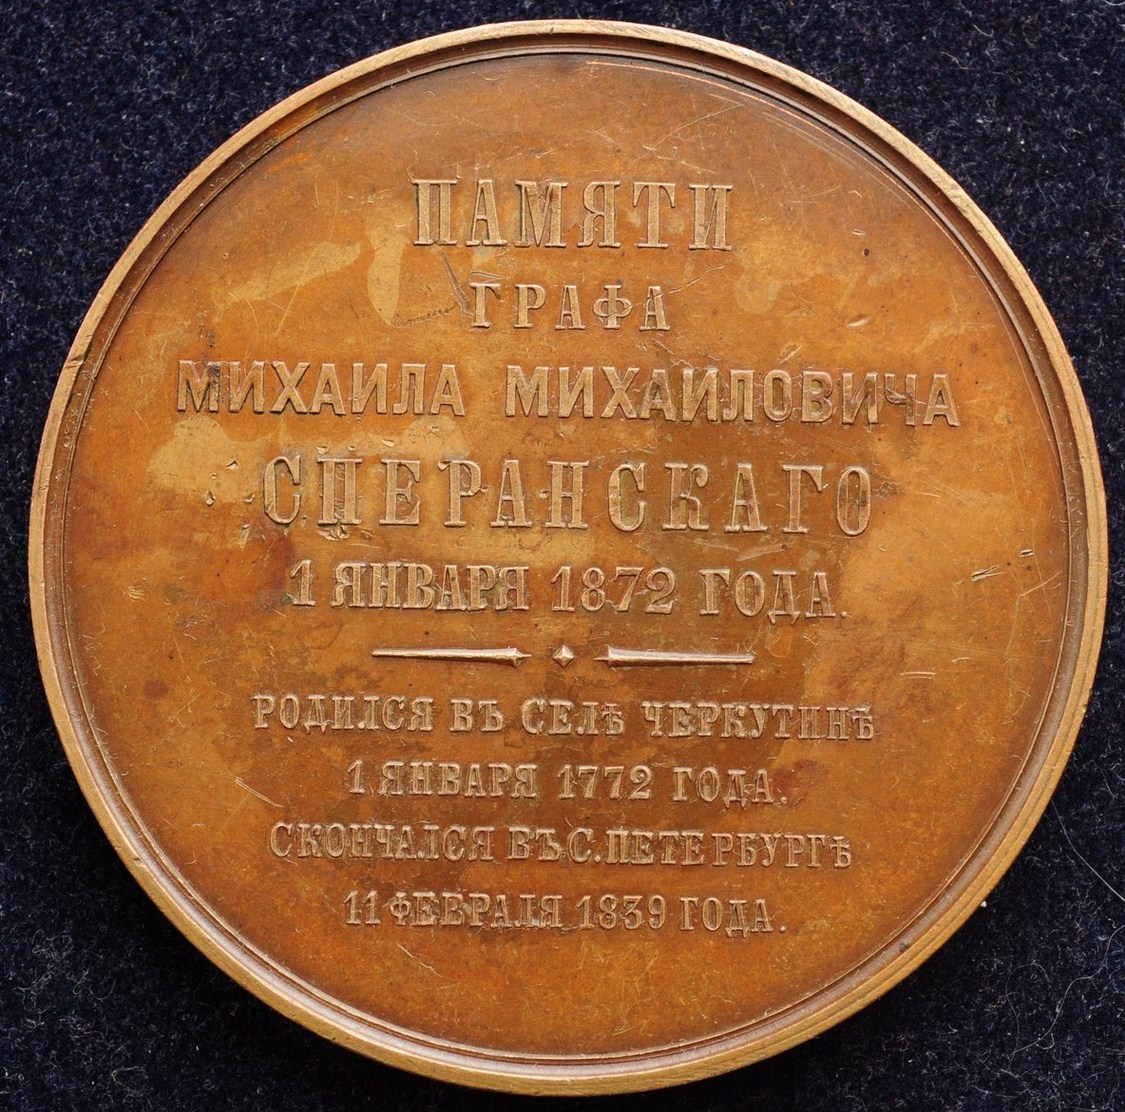 ПАМЯТИ
ГРАФА
МИХАИЛА МИХАИЛОВИЧА
СПЕРАНСКАГО
1 ЯНВАРЯ 1872 ГОДА.
РОДИЛСЯ ВЪ СЕЛѢ ЧЕРКУТИНѢ
1 ЯНВАРЯ 1772 ГОДА.
СКОНЧАЛСЯ ВЪ С. ПЕТЕРБУРГѢ
11 ФЕВРАЛЯ 1839 ГОДА.